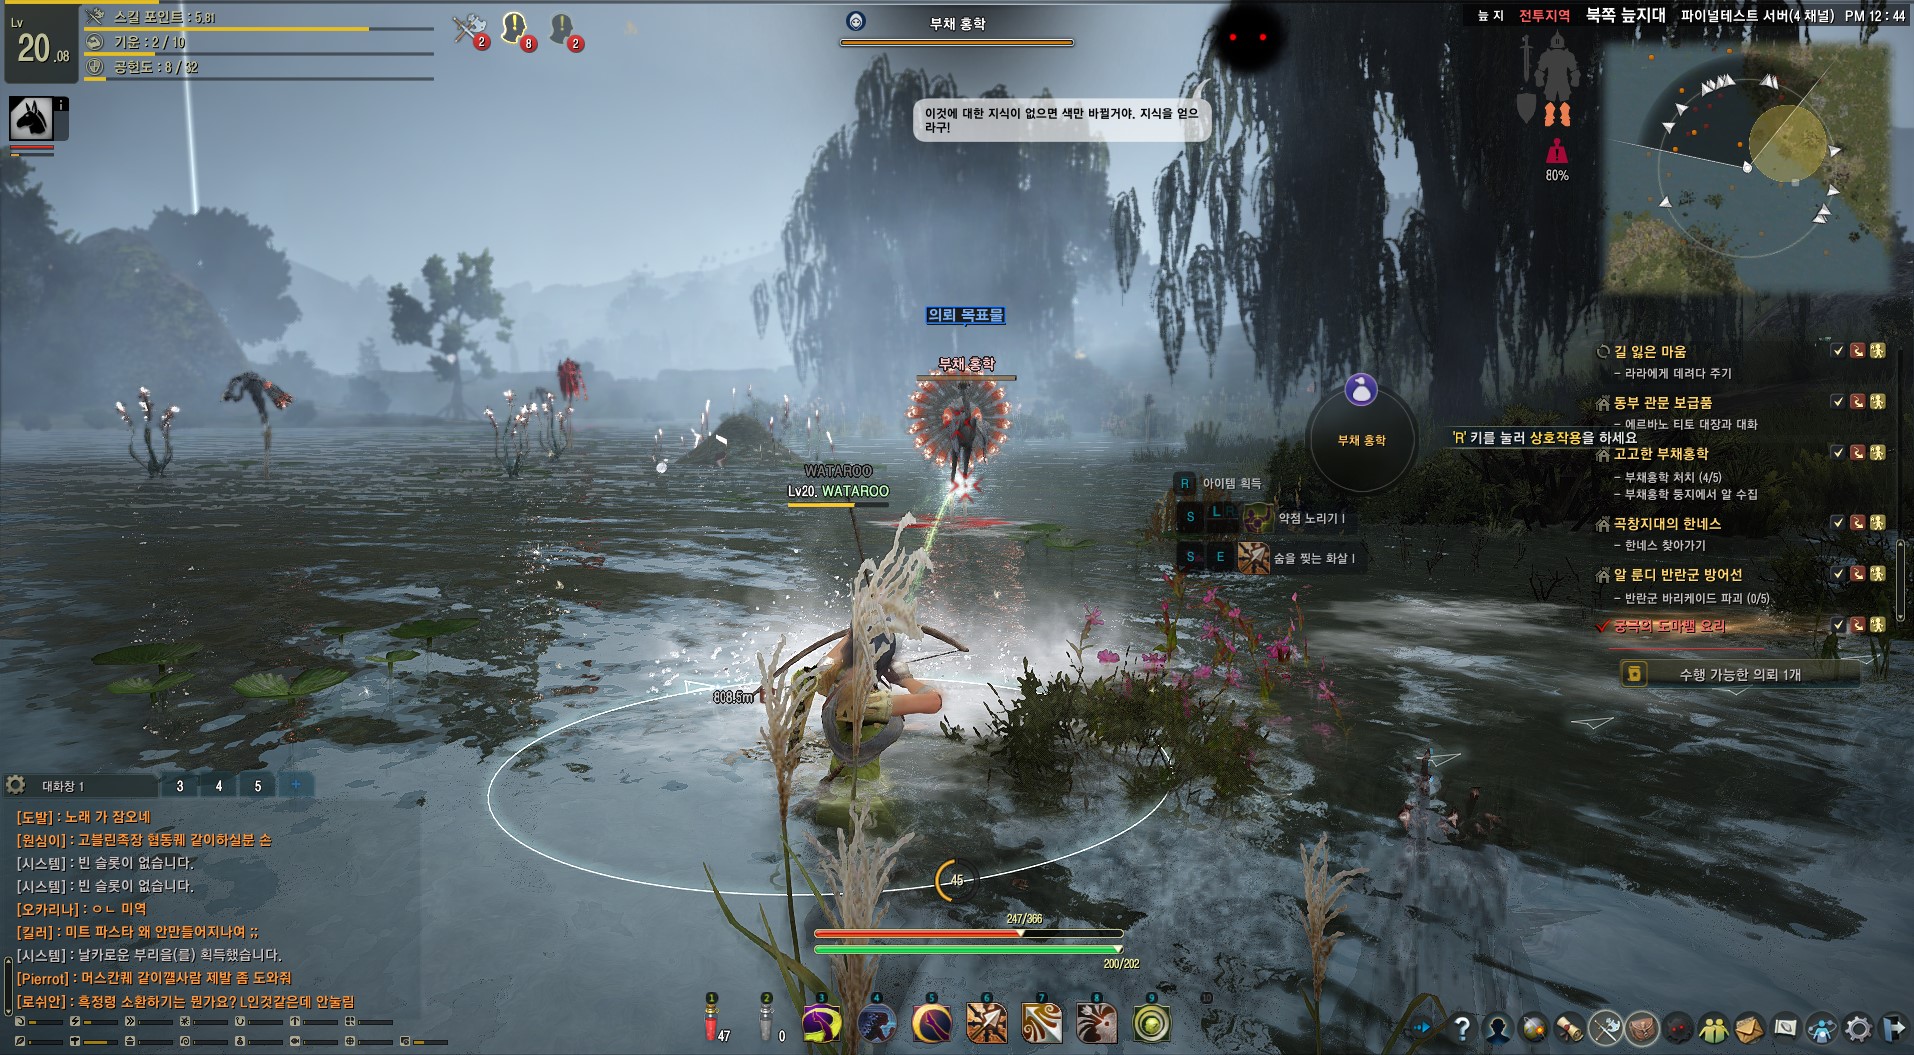 Lv
20.08
스킬 포인트 : 5.81
기운 : 2 / 10
공헌도 : 8 / 32
2
8
2
i
부채 홍학
이것에 대한 지식이 없으면 색만 바뀔거야. 지식을 얻으
라구!
늪 지 전투지역 북쪽 늪지대 파이널테스트 서버(4 채널) PM 12 : 44
80%
의뢰 목표물
부채 홍학
WATAROO
Lv20. WATAROO
부채 홍학
'R' 키를 눌러 상호작용을 하세요
R 아이템 획득
S L 약점 노리기 I
S E 숨을 찢는 화살 I
길 잃은 마음
- 라라에게 데려다 주기
동부 관문 보급품
- 에르바노 티토 대장과 대화
고고한 부채홍학
- 부채홍학 처치 (4/5)
- 부채홍학 둥지에서 알 수집
곡창지대의 한네스
- 한네스 찾아가기
알 룬디 반란군 방어선
- 반란군 바리케이드 파괴 (0/5)
궁극의 도마뱀 요리
수행 가능한 의뢰 1개
808.5m
대화창 1 3 4 5 +
[도발] : 노래 가 잠오네
[원심이] : 고블린족장 협동퀘 같이하실분 손
[시스템] : 빈 슬롯이 없습니다.
[시스템] : 빈 슬롯이 없습니다.
[오카리나] : ㅇㄴ 미역
[킬러] : 미트 파스타 왜 안만들어지나여 ;;
[시스템] : 날카로운 부리을(를) 획득했습니다.
[Pierrot] : 머스칸퀘 같이깰사람 제발 좀 도와줘
[로쉬안] : 흑정령 소환하기는 뭔가요? L인것같은데 안눌림
45
247/366
200/202
1 2 3 4 5 6 7 8 9 10
47 0
?